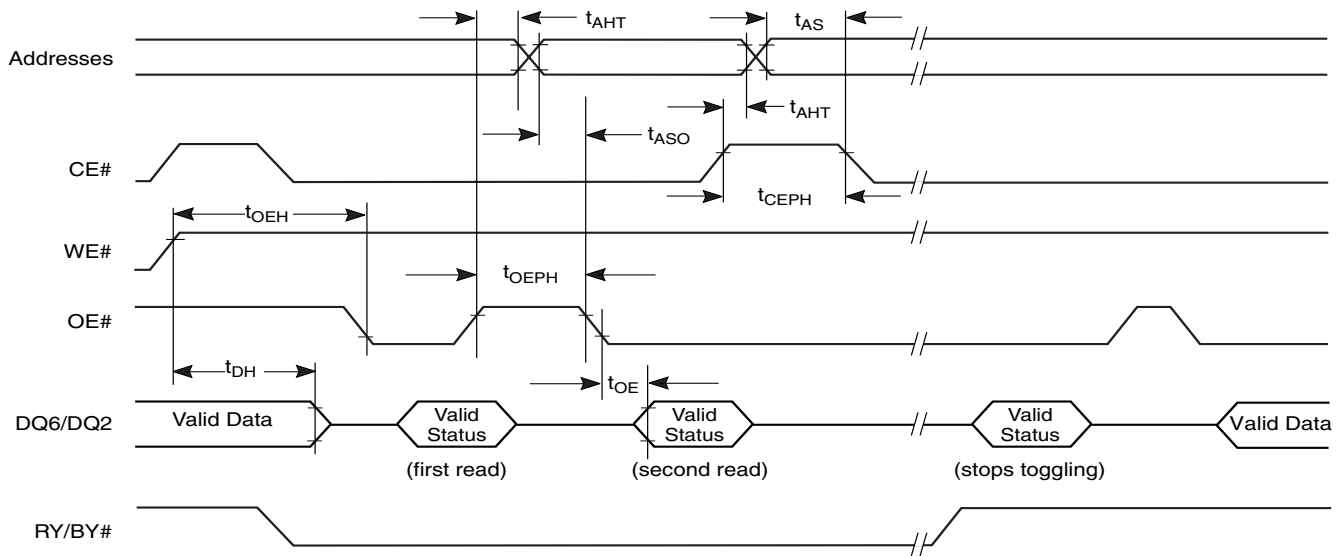 tAHT
tAS
Addresses
tAHT
tASO
CE#
tCEPH
tOEH
WE#
tOEPH
OE#
tDH
tOE
DQ6/DQ2
Valid Data
Valid
Status
Valid
Status
Valid
Status
Valid Data
(first read)
(second read)
(stops toggling)
RY/BY#